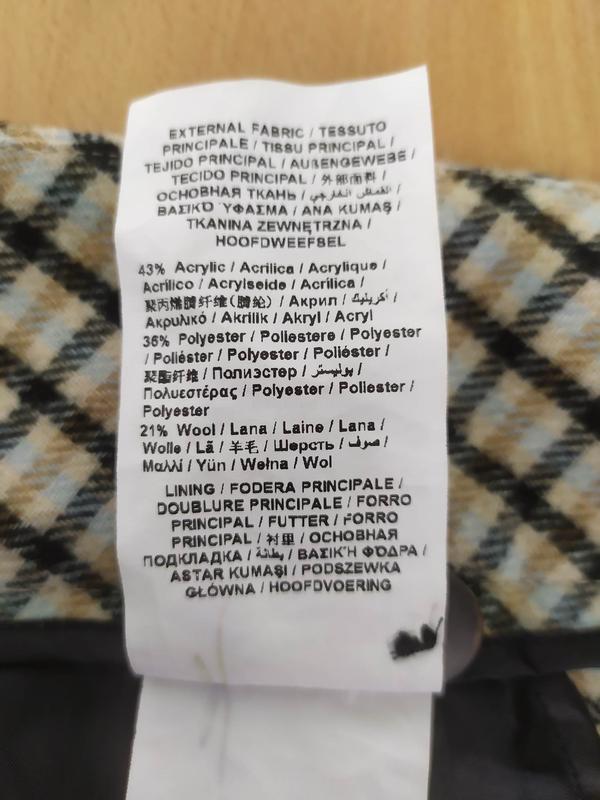 EXTERNAL FABRIC / TESSUTO
PRINCIPALE / TISSU PRINCIPAL /
TEJIDO PRINCIPAL / AUßENGEWEBE /
TECIDO PRINCIPAL / 外部面料 /
ОСНОВНАЯ ТКАНЬ / القماش الخارجي /
ΒΑΣΙΚΌ ΎΦΑΣΜΑ / ANA KUMAŞ /
TKANINA ZEWNĘTRZNA /
HOOFDWEEFSEL
43% Acrylic / Acrilica / Acrylique /
Acrílico / Acrylseide / Acrílica /
聚丙烯腈纤维(腈纶) / Акрил / أكريليك /
Ακρυλικό / Akrilik / Akryl / Acryl
36% Polyester / Poliestere / Polyester
/ Poliéster / Polyester / Poliéster /
聚酯纤维 / Полиэстер / بوليستر /
Πολυεστέρας / Polyester / Poliester /
Polyester
21% Wool / Lana / Laine / Lana /
Wolle / Lã / 羊毛 / Шерсть / صوف /
Μαλλί / Yün / Wełna / Wol
LINING / FODERA PRINCIPALE /
DOUBLURE PRINCIPALE / FORRO
PRINCIPAL / FUTTER / FORRO
PRINCIPAL / 衬里 / ОСНОВНАЯ
ПОДКЛАДКА / بطانة / ΒΑΣΙΚΉ ΦΌΔΡΑ /
ASTAR KUMAŞI / PODSZEWKA
GŁÓWNA / HOOFDVOERING